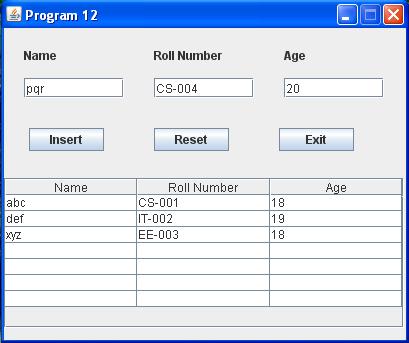 Program 12
Name Roll Number Age
pqr CS-004 20
Insert Reset Exit
Name Roll Number Age
abc CS-001 18
def IT-002 19
xyz EE-003 18